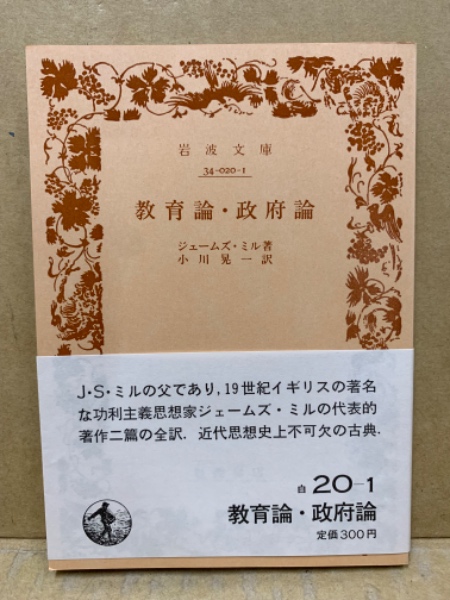 岩波文庫
34-020-1
教育論・政府論
ジェームズ・ミル著
小川晃一訳
J・S・ミルの父であり，19世紀イギリスの著名
な功利主義思想家ジェームズ・ミルの代表的
著作二篇の全訳．近代思想史上不可欠の古典．
白 20-1
教育論・政府論
定価300円